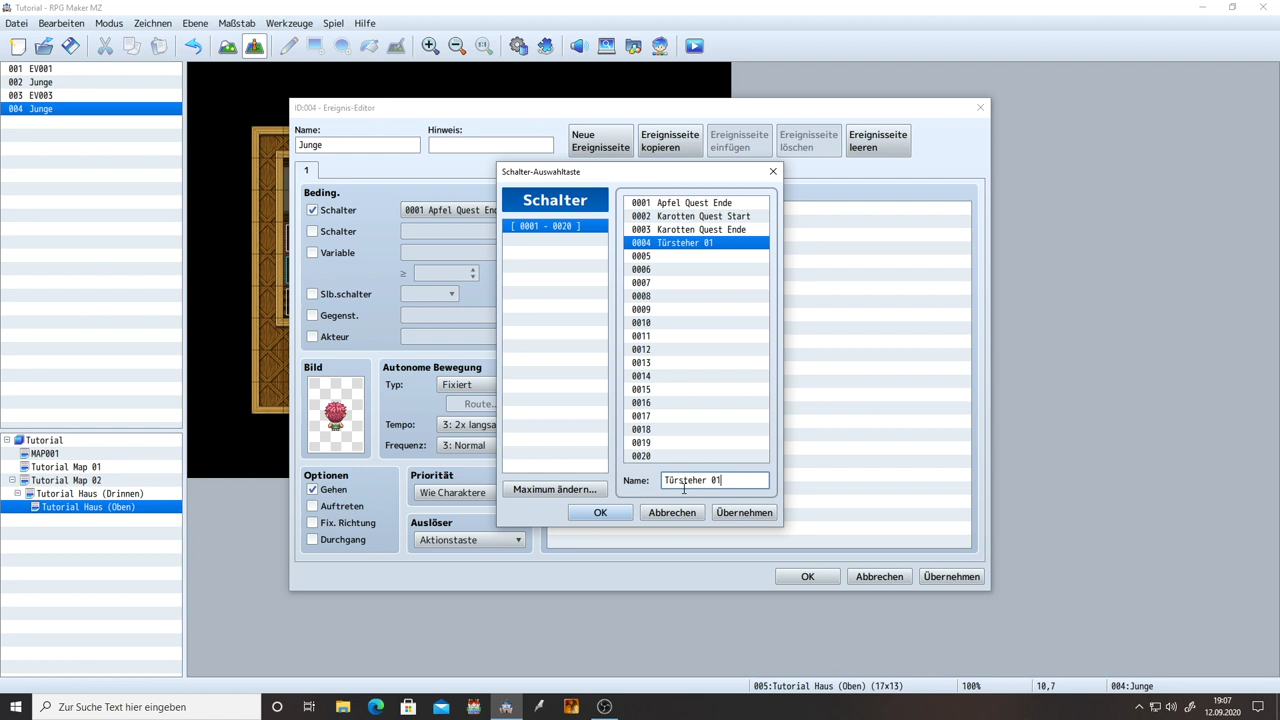 Tutorial - RPG Maker MZ
Datei Bearbeiten Modus Zeichnen Ebene Maßstab Werkzeuge Spiel Hilfe
001 EV001
002 Junge
003 EV003
004 Junge
ID:004 - Ereignis-Editor
Name:
Hinweis:
Junge
Neue Ereignisseite
Ereignisseite kopieren
Ereignisseite einfügen
Ereignisseite löschen
Ereignisseite leeren
1
Beding.
Schalter
0001 Apfel Quest End
Schalter
Variable
≥
Slb.schalter
Gegenst.
Akteur
Bild
Autonome Bewegung
Typ: Fixiert
Route..
Tempo: 3: 2x langsa
Frequenz: 3: Normal
Optionen
Gehen
Auftreten
Fix. Richtung
Durchgang
Priorität
Wie Charaktere
Auslöser
Aktionstaste
OK
Abbrechen
Übernehmen
Schalter-Auswahltaste
Schalter
[ 0001 - 0020 ]
Maximum ändern...
0001 Apfel Quest Ende
0002 Karotten Quest Start
0003 Karotten Quest Ende
0004 Türsteher 01
0005
0006
0007
0008
0009
0010
0011
0012
0013
0014
0015
0016
0017
0018
0019
0020
Name: Türsteher 01
OK
Abbrechen
Übernehmen
Tutorial
MAP001
Tutorial Map 01
Tutorial Map 02
Tutorial Haus (Drinnen)
Tutorial Haus (Oben)
005:Tutorial Haus (Oben) (17x13)
100%
10,7
004:Junge
Zur Suche Text hier eingeben
19:07
12.09.2020